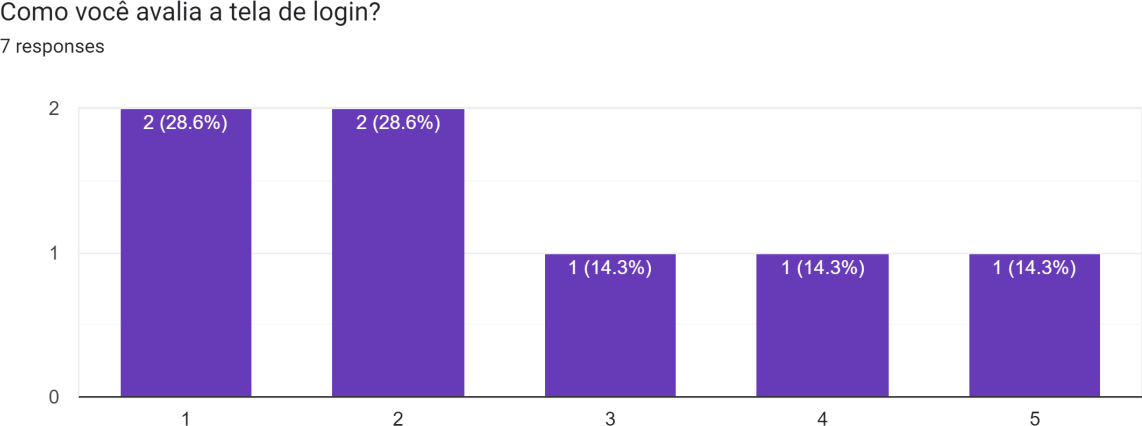 Como você avalia a tela de login?
7 responses
2
2 (28.6%) 2 (28.6%)
1
1 (14.3%) 1 (14.3%) 1 (14.3%)
0
1 2 3 4 5